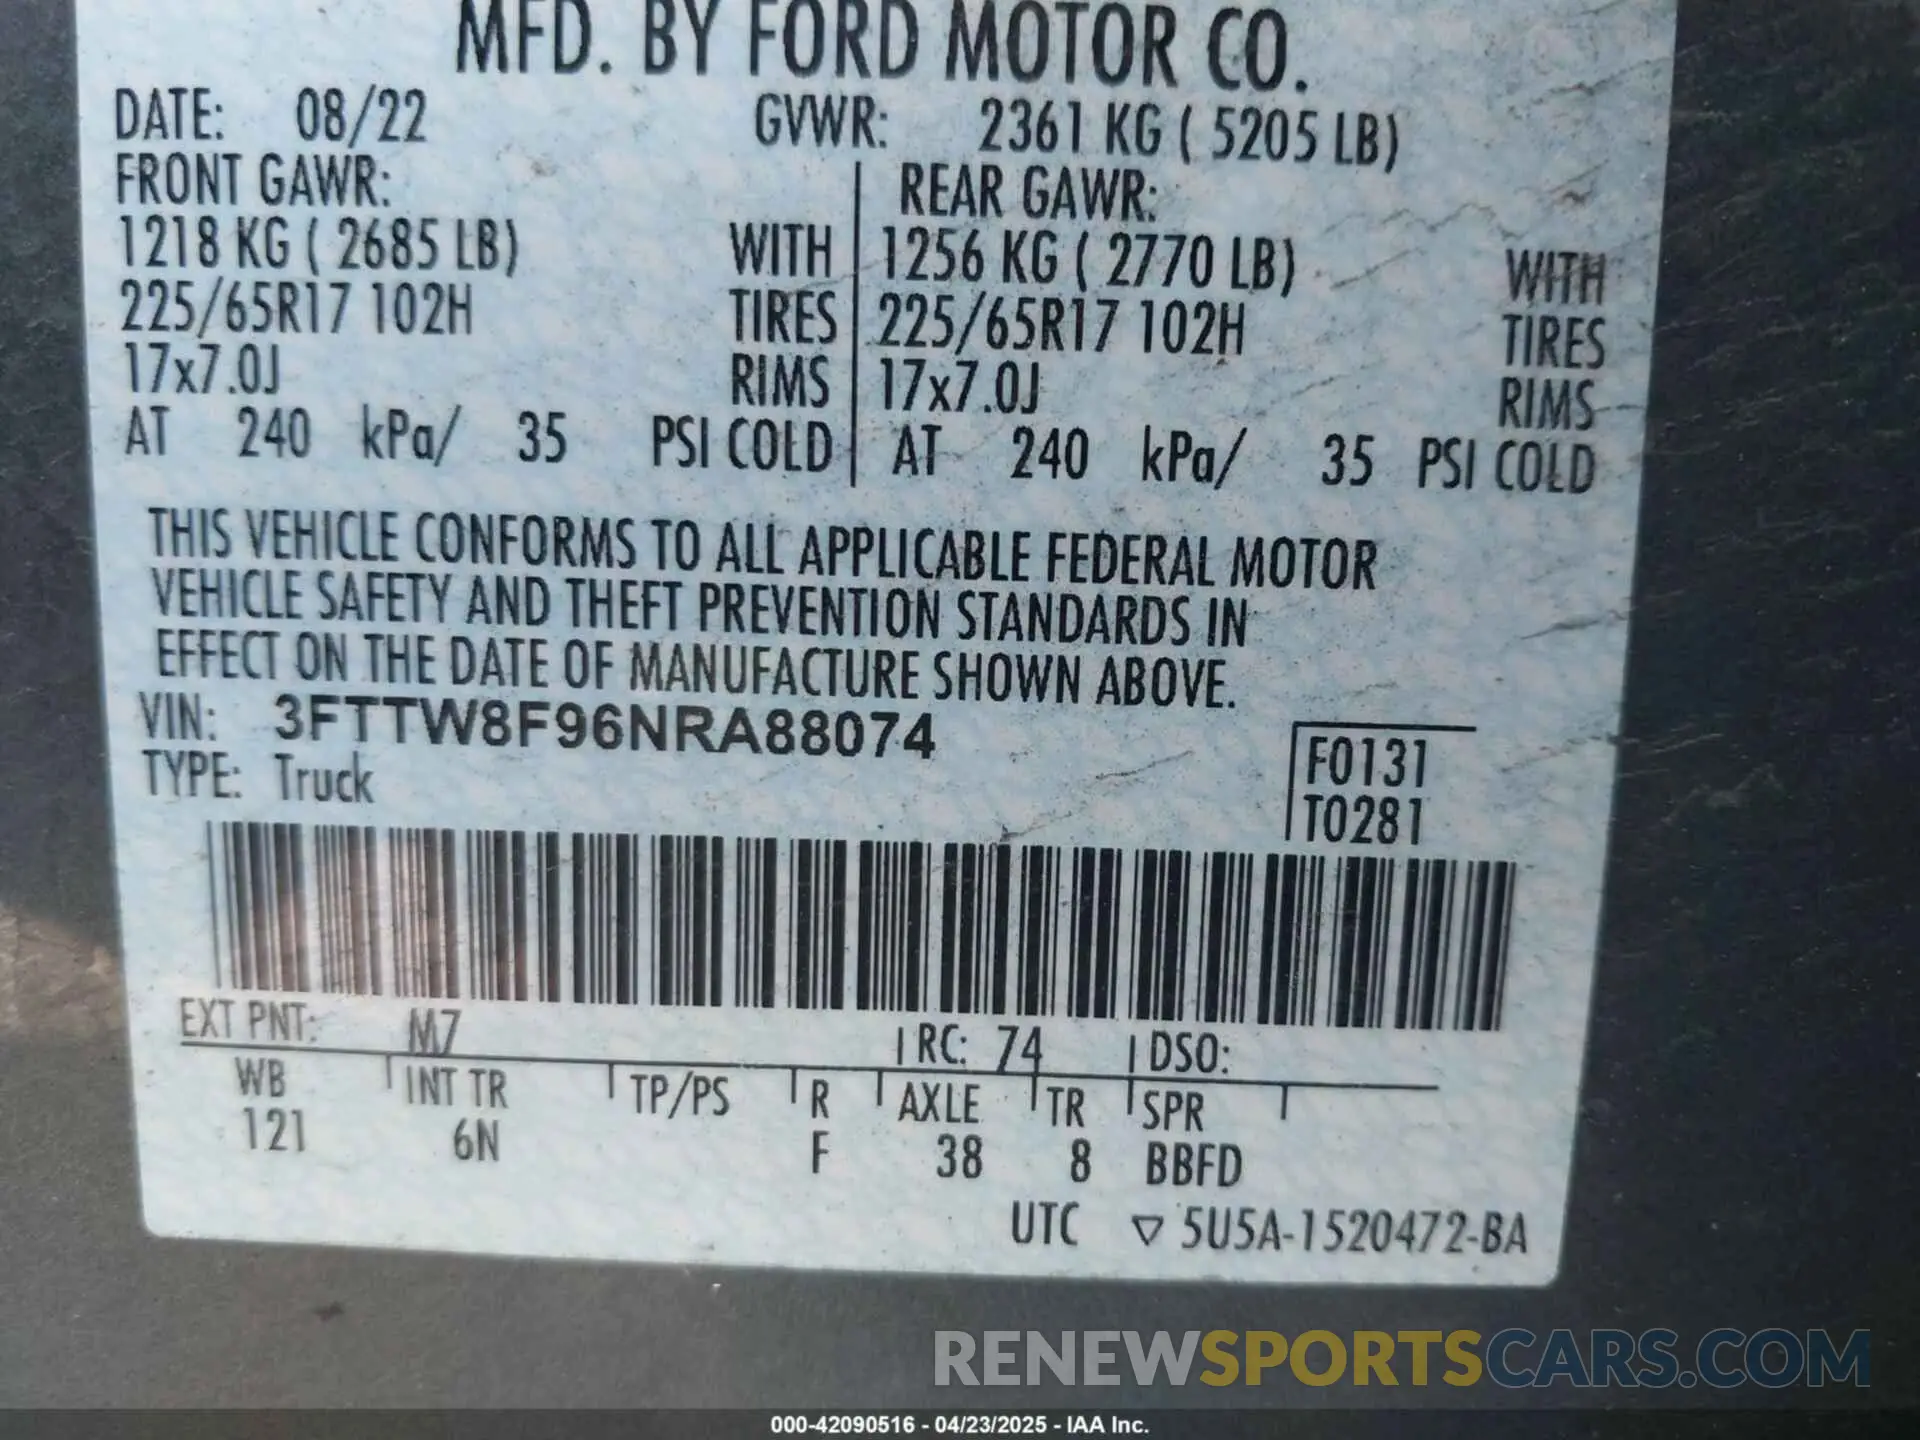 MFD. BY FORD MOTOR CO.
DATE: 08/22 GVWR: 2361 KG ( 5205 LB)
FRONT GAWR: REAR GAWR:
1218 KG ( 2685 LB) WITH 1256 KG ( 2770 LB) WITH
225/65R17 102H TIRES 225/65R17 102H TIRES
17x7.0J RIMS 17x7.0J RIMS
AT 240 kPa/ 35 PSI COLD AT 240 kPa/ 35 PSI COLD
THIS VEHICLE CONFORMS TO ALL APPLICABLE FEDERAL MOTOR
VEHICLE SAFETY AND THEFT PREVENTION STANDARDS IN
EFFECT ON THE DATE OF MANUFACTURE SHOWN ABOVE.
VIN: 3FTTW8F96NRA88074
TYPE: Truck
F0131
T0281
EXT PNT: M7 RC: 74 DSO:
WB INT TR TP/PS R AXLE TR SPR
121 6N F 38 8 BBFD
UTC ▽ 5U5A-1520472-BA
RENEWSPORTSCARS.COM
000-42090516 - 04/23/2025 - IAA Inc.